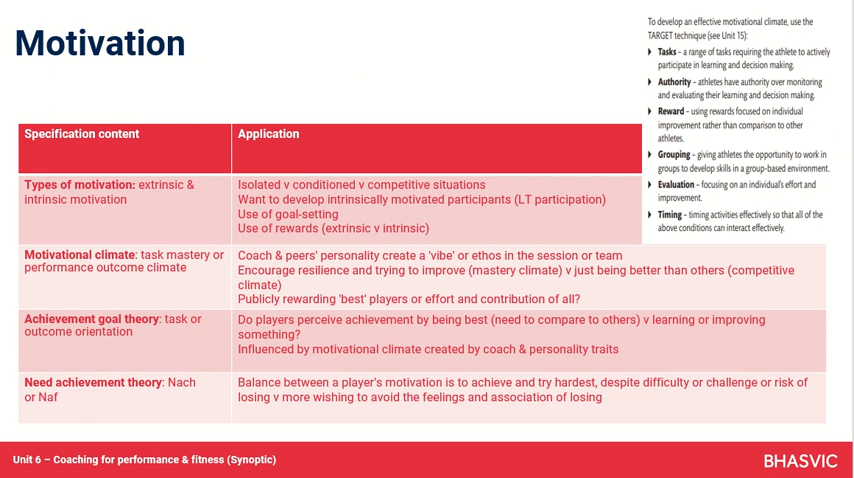 Motivation
To develop an effective motivational climate, use the
TARGET technique (see Unit 15):
Tasks – a range of tasks requiring the athlete to actively
participate in learning and decision making.
Authority – athletes have authority over monitoring
and evaluating their learning and decision making.
Reward – using rewards focused on individual
improvement rather than comparison to other
athletes.
Grouping – giving athletes the opportunity to work in
groups to develop skills in a group-based environment.
Evaluation – focusing on an individual's effort and
improvement.
Timing – timing activities effectively so that all of the
above conditions can interact effectively.
Specification content
Application
Types of motivation: extrinsic &
intrinsic motivation
Isolated v conditioned v competitive situations
Want to develop intrinsically motivated participants (LT participation)
Use of goal-setting
Use of rewards (extrinsic v intrinsic)
Motivational climate: task mastery or
performance outcome climate
Coach & peers' personality create a 'vibe' or ethos in the session or team
Encourage resilience and trying to improve (mastery climate) v just being better than others (competitive
climate)
Publicly rewarding 'best' players or effort and contribution of all?
Achievement goal theory: task or
outcome orientation
Do players perceive achievement by being best (need to compare to others) v learning or improving
something?
Influenced by motivational climate created by coach & personality traits
Need achievement theory: Nach
or Naf
Balance between a player's motivation is to achieve and try hardest, despite difficulty or challenge or risk of
losing v more wishing to avoid the feelings and association of losing
Unit 6 – Coaching for performance & fitness (Synoptic)
BHASVIC